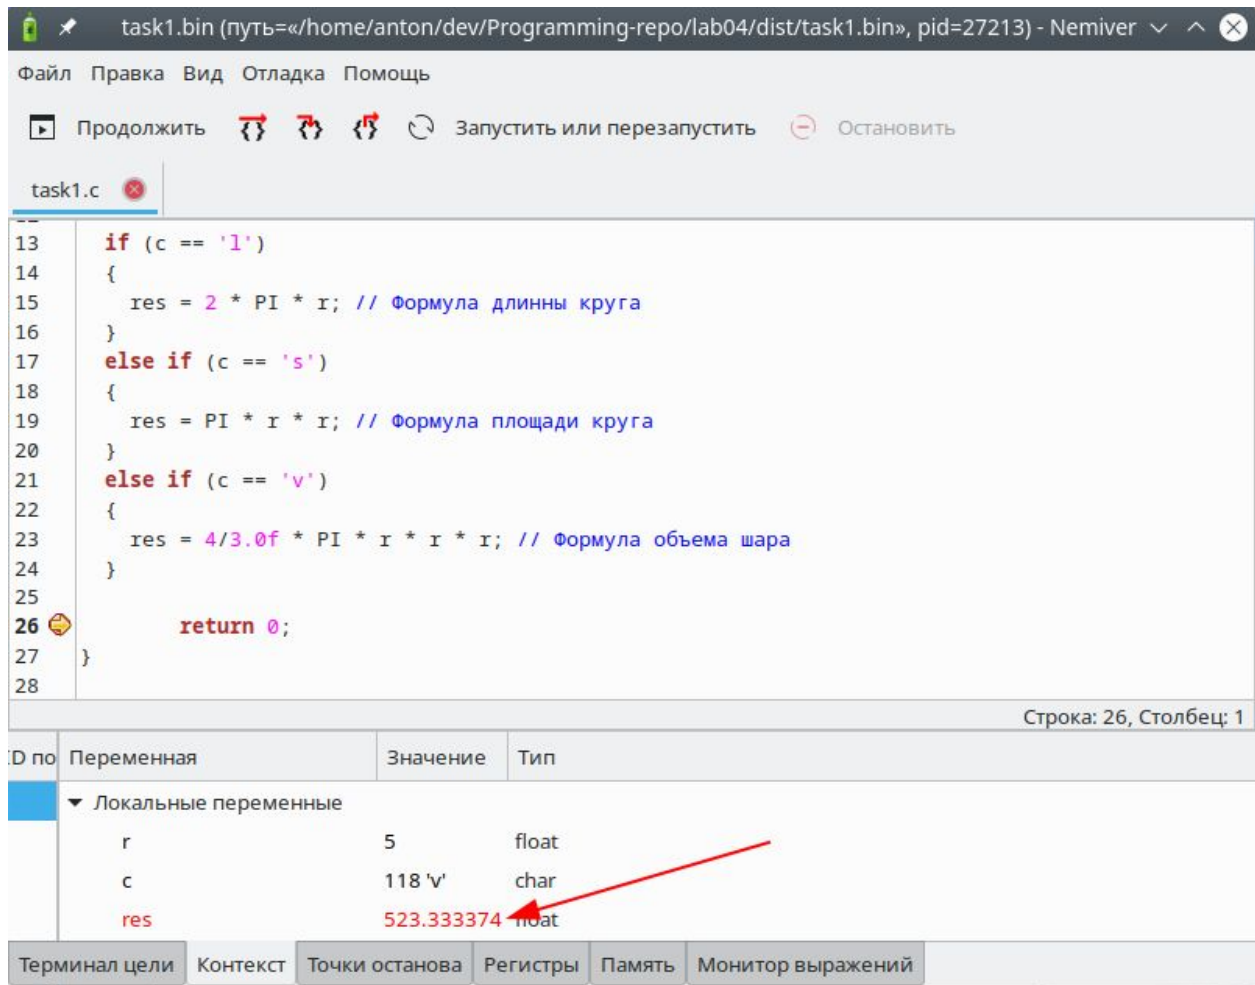 task1.bin (путь=«/home/anton/dev/Programming-repo/lab04/dist/task1.bin», pid=27213) - Nemiver
Файл Правка Вид Отладка Помощь
Продолжить Запустить или перезапустить Остановить
task1.c
13 if (c == 'l')
14 {
15 res = 2 * PI * r; // Формула длинны круга
16 }
17 else if (c == 's')
18 {
19 res = PI * r * r; // Формула площади круга
20 }
21 else if (c == 'v')
22 {
23 res = 4/3.0f * PI * r * r * r; // Формула объема шара
24 }
25
26 return 0;
27 }
28
Строка: 26, Столбец: 1
ID по Переменная Значение Тип
Локальные переменные
r 5 float
c 118 'v' char
res 523.333374 float
Терминал цели Контекст Точки останова Регистры Память Монитор выражений